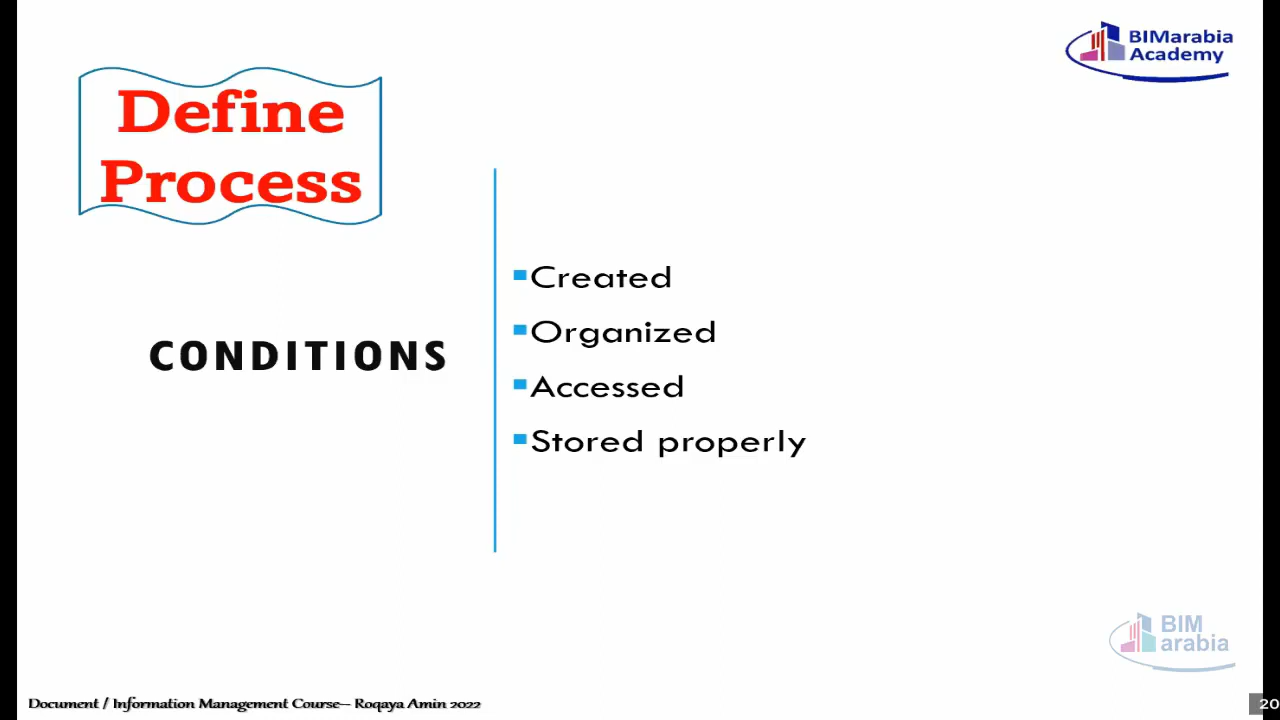 BIMarabia
Academy
Define
Process
CONDITIONS
Created
Organized
Accessed
Stored properly
BIM
arabia
Document / Information Management Course-- Roqaya Amin 2022
20